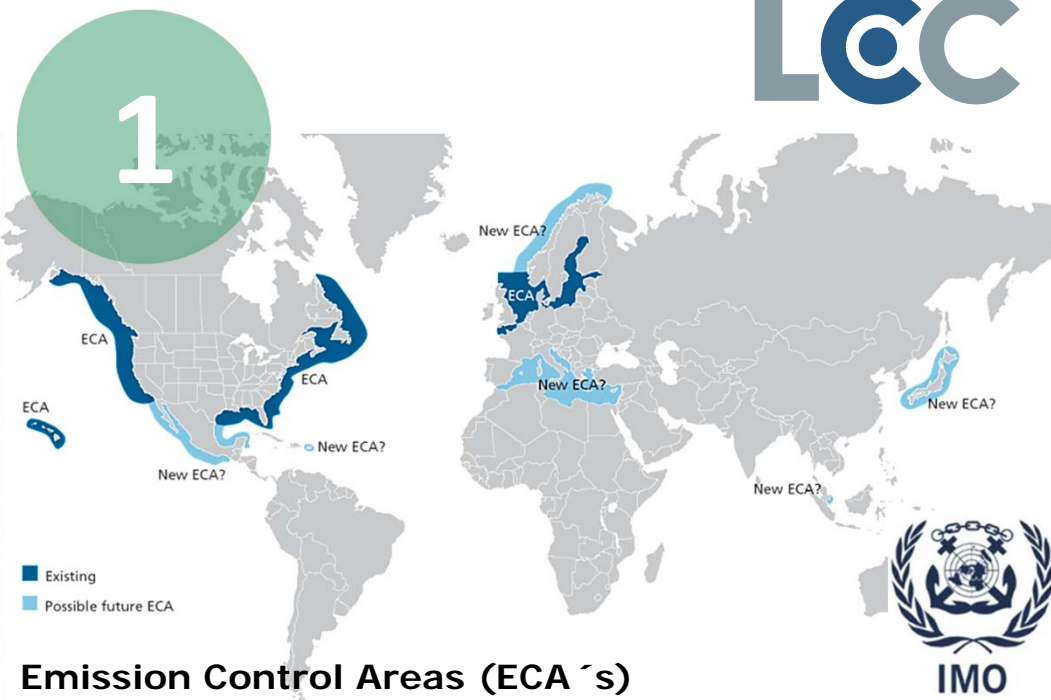 1
LCC
New ECA?
ECA
ECA
ECA
ECA
New ECA?
New ECA?
New ECA?
New ECA?
New ECA?
Existing
Possible future ECA
Emission Control Areas (ECA´s)
IMO